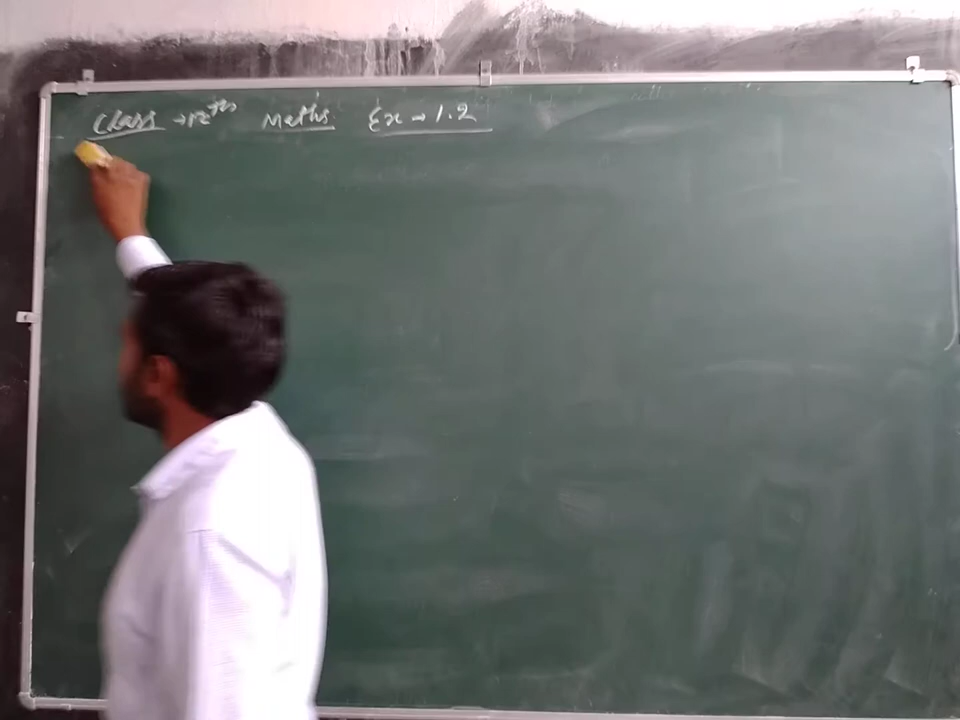 Class → 12th Maths Ex → 1.2